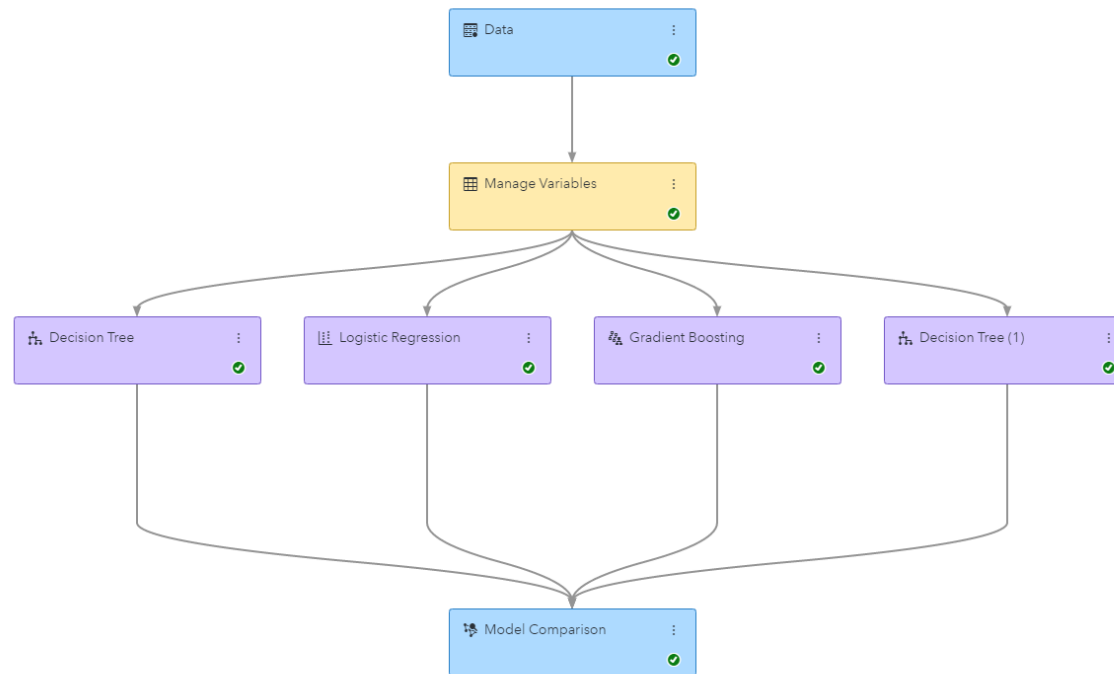 Data
Manage Variables
Decision Tree
Logistic Regression
Gradient Boosting
Decision Tree (1)
Model Comparison